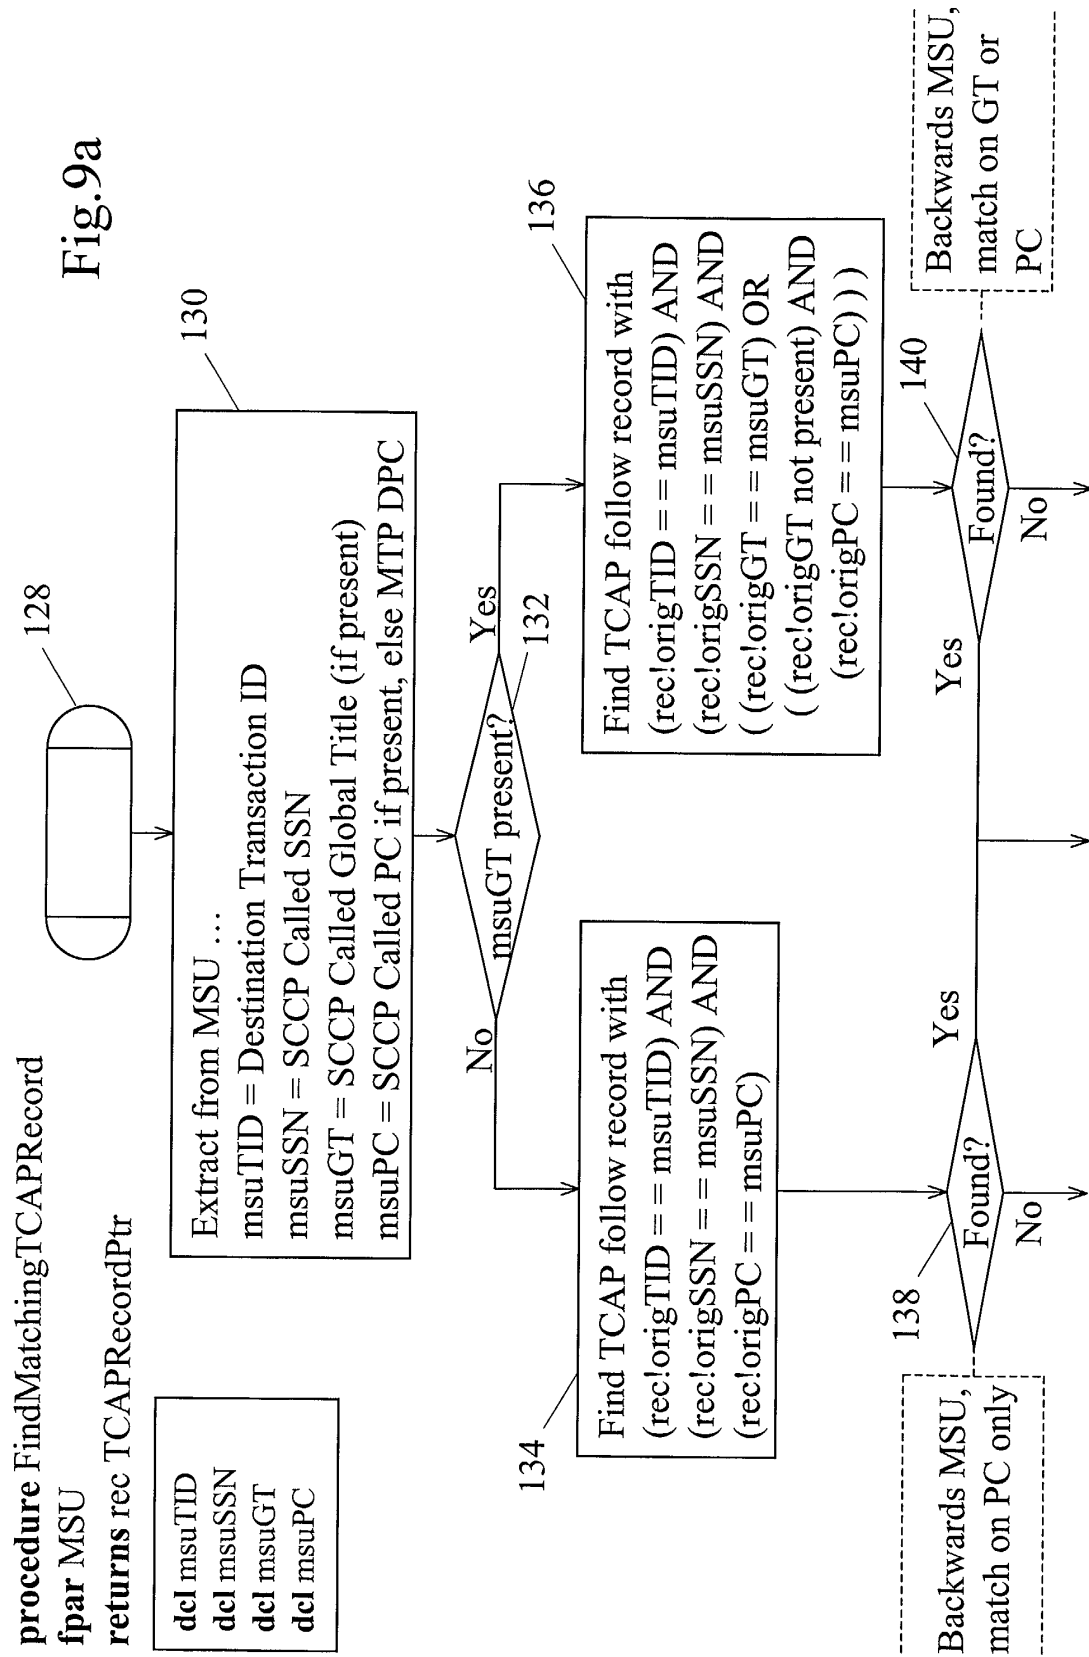 procedure FindMatchingTCAPRecord
fpar MSU
returns rec TCAPRecordPtr
Fig.9a
dcl msuTID
dcl msuSSN
dcl msuGT
dcl msuPC
128
130
Extract from MSU ...
msuTID = Destination Transaction ID
msuSSN = SCCP Called SSN
msuGT = SCCP Called Global Title (if present)
msuPC = SCCP Called PC if present, else MTP DPC
msuGT present?
132
No
Yes
134
Find TCAP follow record with
(rec!origTID == msuTID) AND
(rec!origSSN == msuSSN) AND
(rec!origPC == msuPC)
136
Find TCAP follow record with
(rec!origTID == msuTID) AND
(rec!origSSN == msuSSN) AND
((rec!origGT == msuGT) OR
((rec!origGT not present) AND
(rec!origPC == msuPC)))
138
Found?
Yes
No
Backwards MSU,
match on PC only
140
Found?
Yes
No
Backwards MSU,
match on GT or
PC